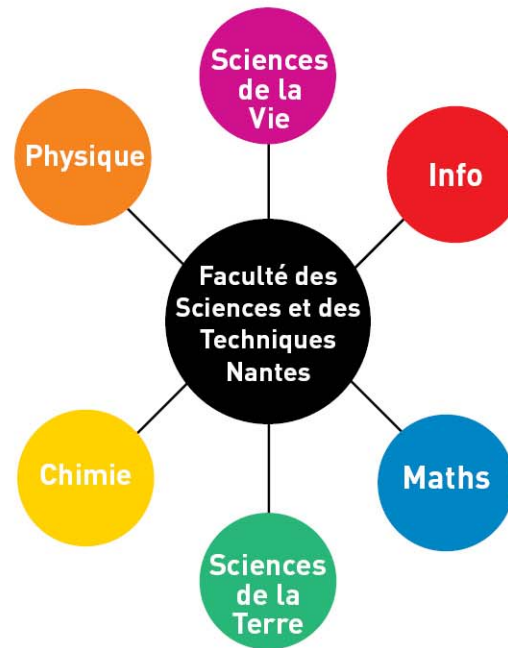 Sciences
de la
Vie
Physique
Info
Faculté des
Sciences et des
Techniques
Nantes
Chimie
Maths
Sciences
de la
Terre